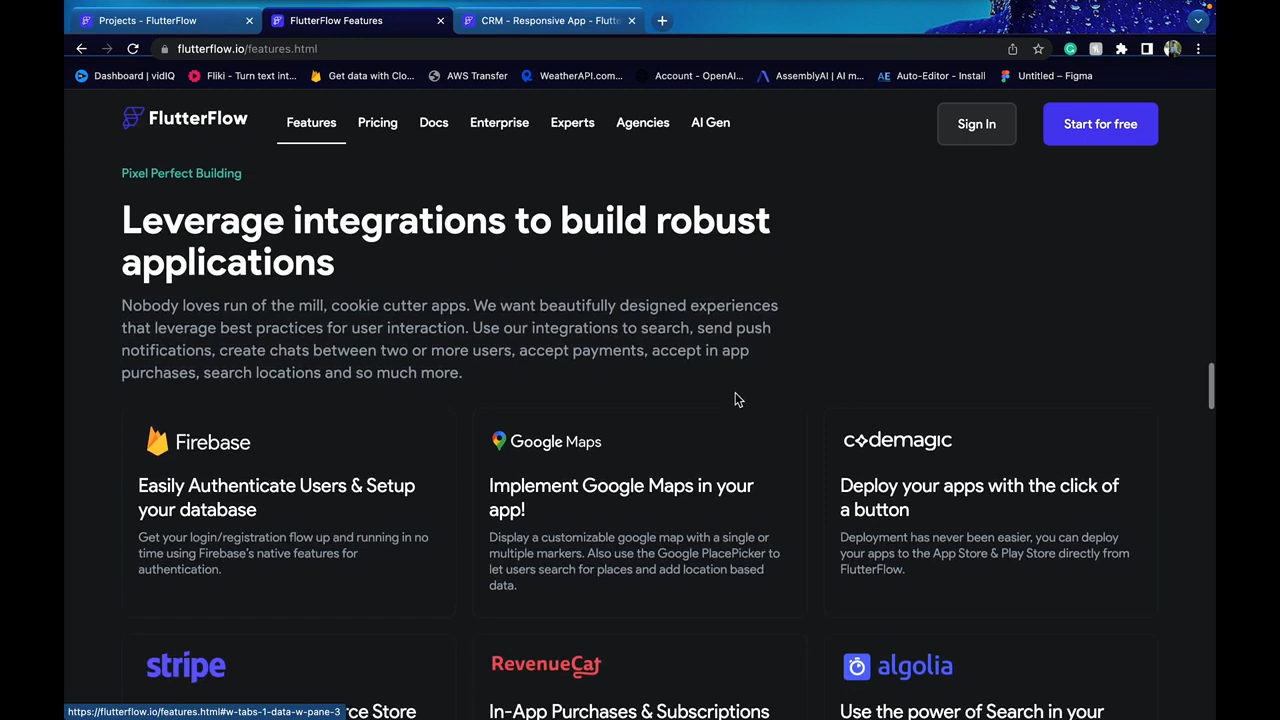 Projects - FlutterFlow
FlutterFlow Features
CRM - Responsive App - Flutte
flutterflow.io/features.html
Dashboard | vidIQ
Fliki - Turn text int...
Get data with Clo...
AWS Transfer
WeatherAPI.com...
Account - OpenAI...
AssemblyAI | AI m...
Auto-Editor - Install
Untitled – Figma
FlutterFlow
Features
Pricing
Docs
Enterprise
Experts
Agencies
AI Gen
Sign In
Start for free
Pixel Perfect Building
Leverage integrations to build robust
applications
Nobody loves run of the mill, cookie cutter apps. We want beautifully designed experiences
that leverage best practices for user interaction. Use our integrations to search, send push
notifications, create chats between two or more users, accept payments, accept in app
purchases, search locations and so much more.
Firebase
Easily Authenticate Users & Setup
your database
Get your login/registration flow up and running in no
time using Firebase's native features for
authentication.
Google Maps
Implement Google Maps in your
app!
Display a customizable google map with a single or
multiple markers. Also use the Google PlacePicker to
let users search for places and add location based
data.
codemagic
Deploy your apps with the click of
a button
Deployment has never been easier, you can deploy
your apps to the App Store & Play Store directly from
FlutterFlow.
stripe
rce Store
RevenueCat
In-App Purchases & Subscriptions
algolia
Use the power of Search in your
https://flutterflow.io/features.html#w-tabs-1-data-w-pane-3